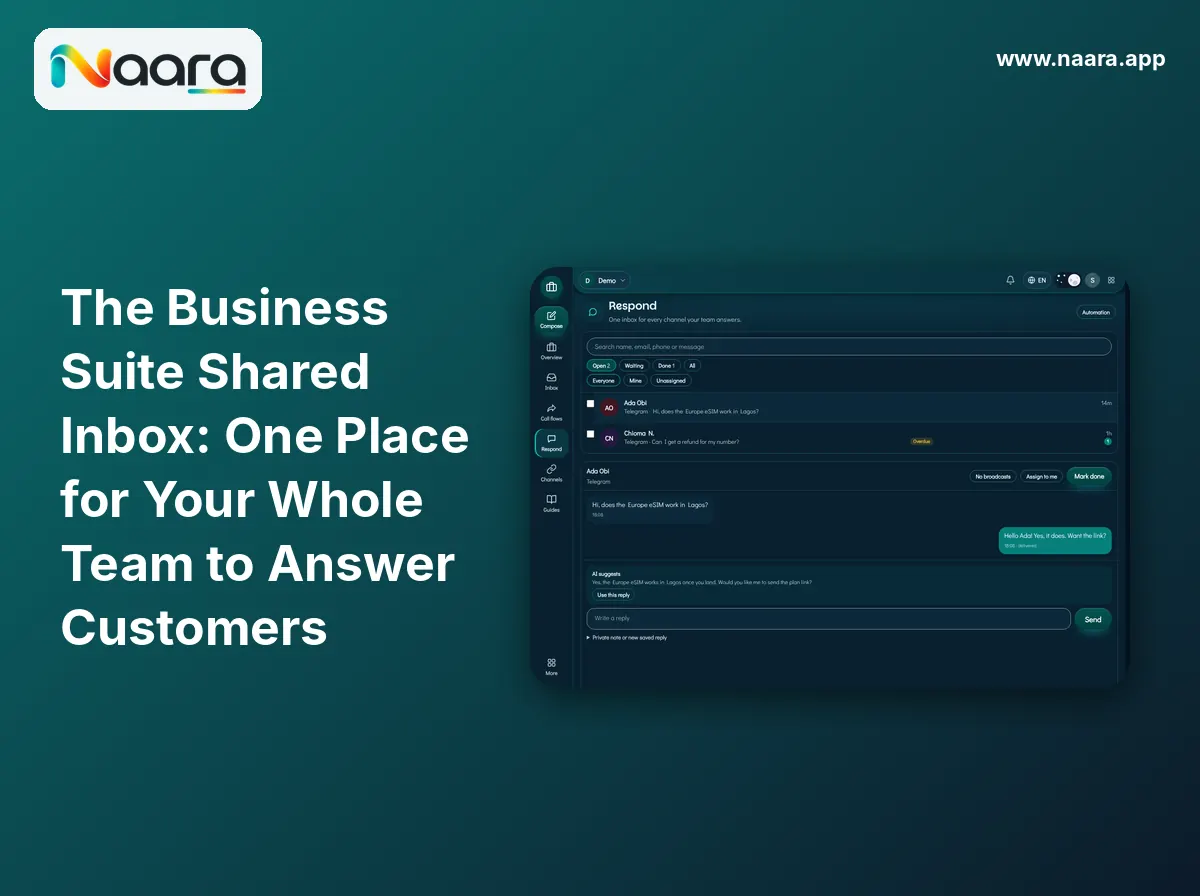 Naara
www.naara.app
The Business
Suite Shared
Inbox: One Place
for Your Whole
Team to Answer
Customers
D Demo
EN
S
Compose
Overview
Inbox
Call flows
Respond
Channels
Guides
More
Respond
One inbox for every channel your team answers.
Automation
Search name, email, phone or message
Open 2 Waiting Done 1 All
Everyone Mine Unassigned
AO
Ada Obi
14m
Telegram · Hi, does the Europe eSIM work in Lagos?
CN
Chioma N.
1h
Telegram · Can I get a refund for my number?
Overdue
Ada Obi
Telegram
No broadcasts Assign to me Mark done
Hi, does the Europe eSIM work in Lagos?
Hello Ada! Yes, it does. Want the link?
AI suggests
Yes, the Europe eSIM works in Lagos once you land. Would you like me to send the plan link?
Use this reply
Write a reply
Send
Private note or new saved reply